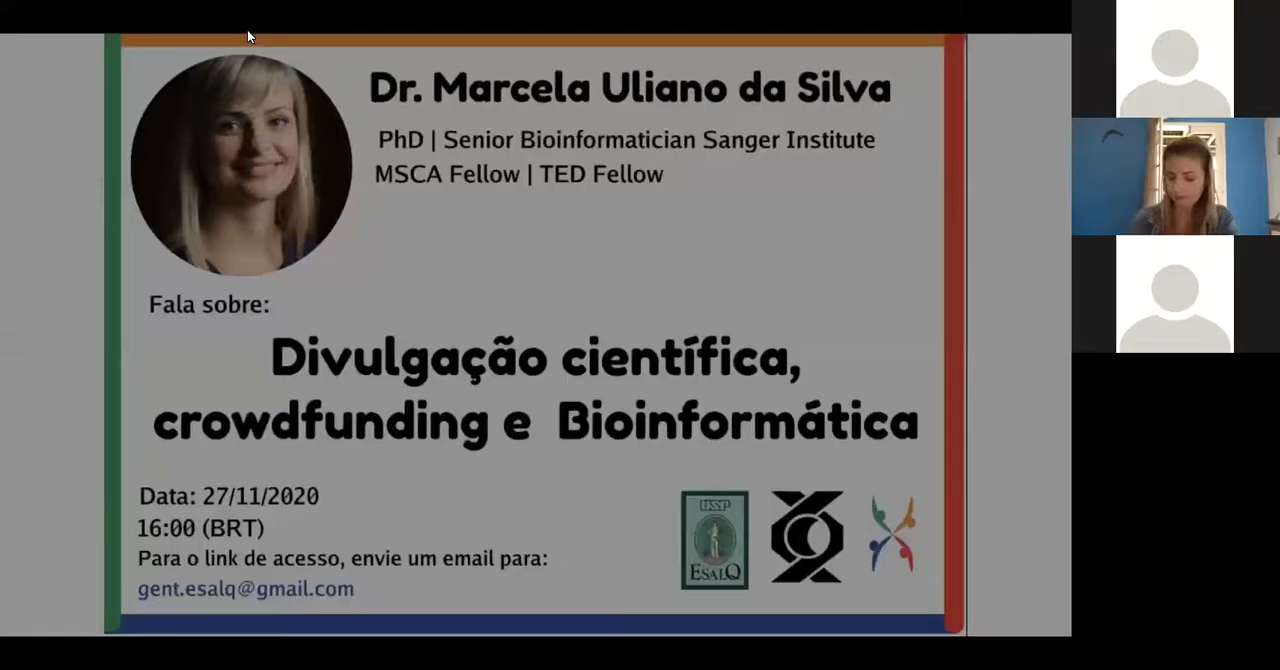 Dr. Marcela Uliano da Silva
PhD | Senior Bioinformatician Sanger Institute
MSCA Fellow | TED Fellow
Fala sobre:
Divulgação científica,
crowdfunding e Bioinformática
Data: 27/11/2020
16:00 (BRT)
Para o link de acesso, envie um email para:
gent.esalq@gmail.com
USP
ESALQ